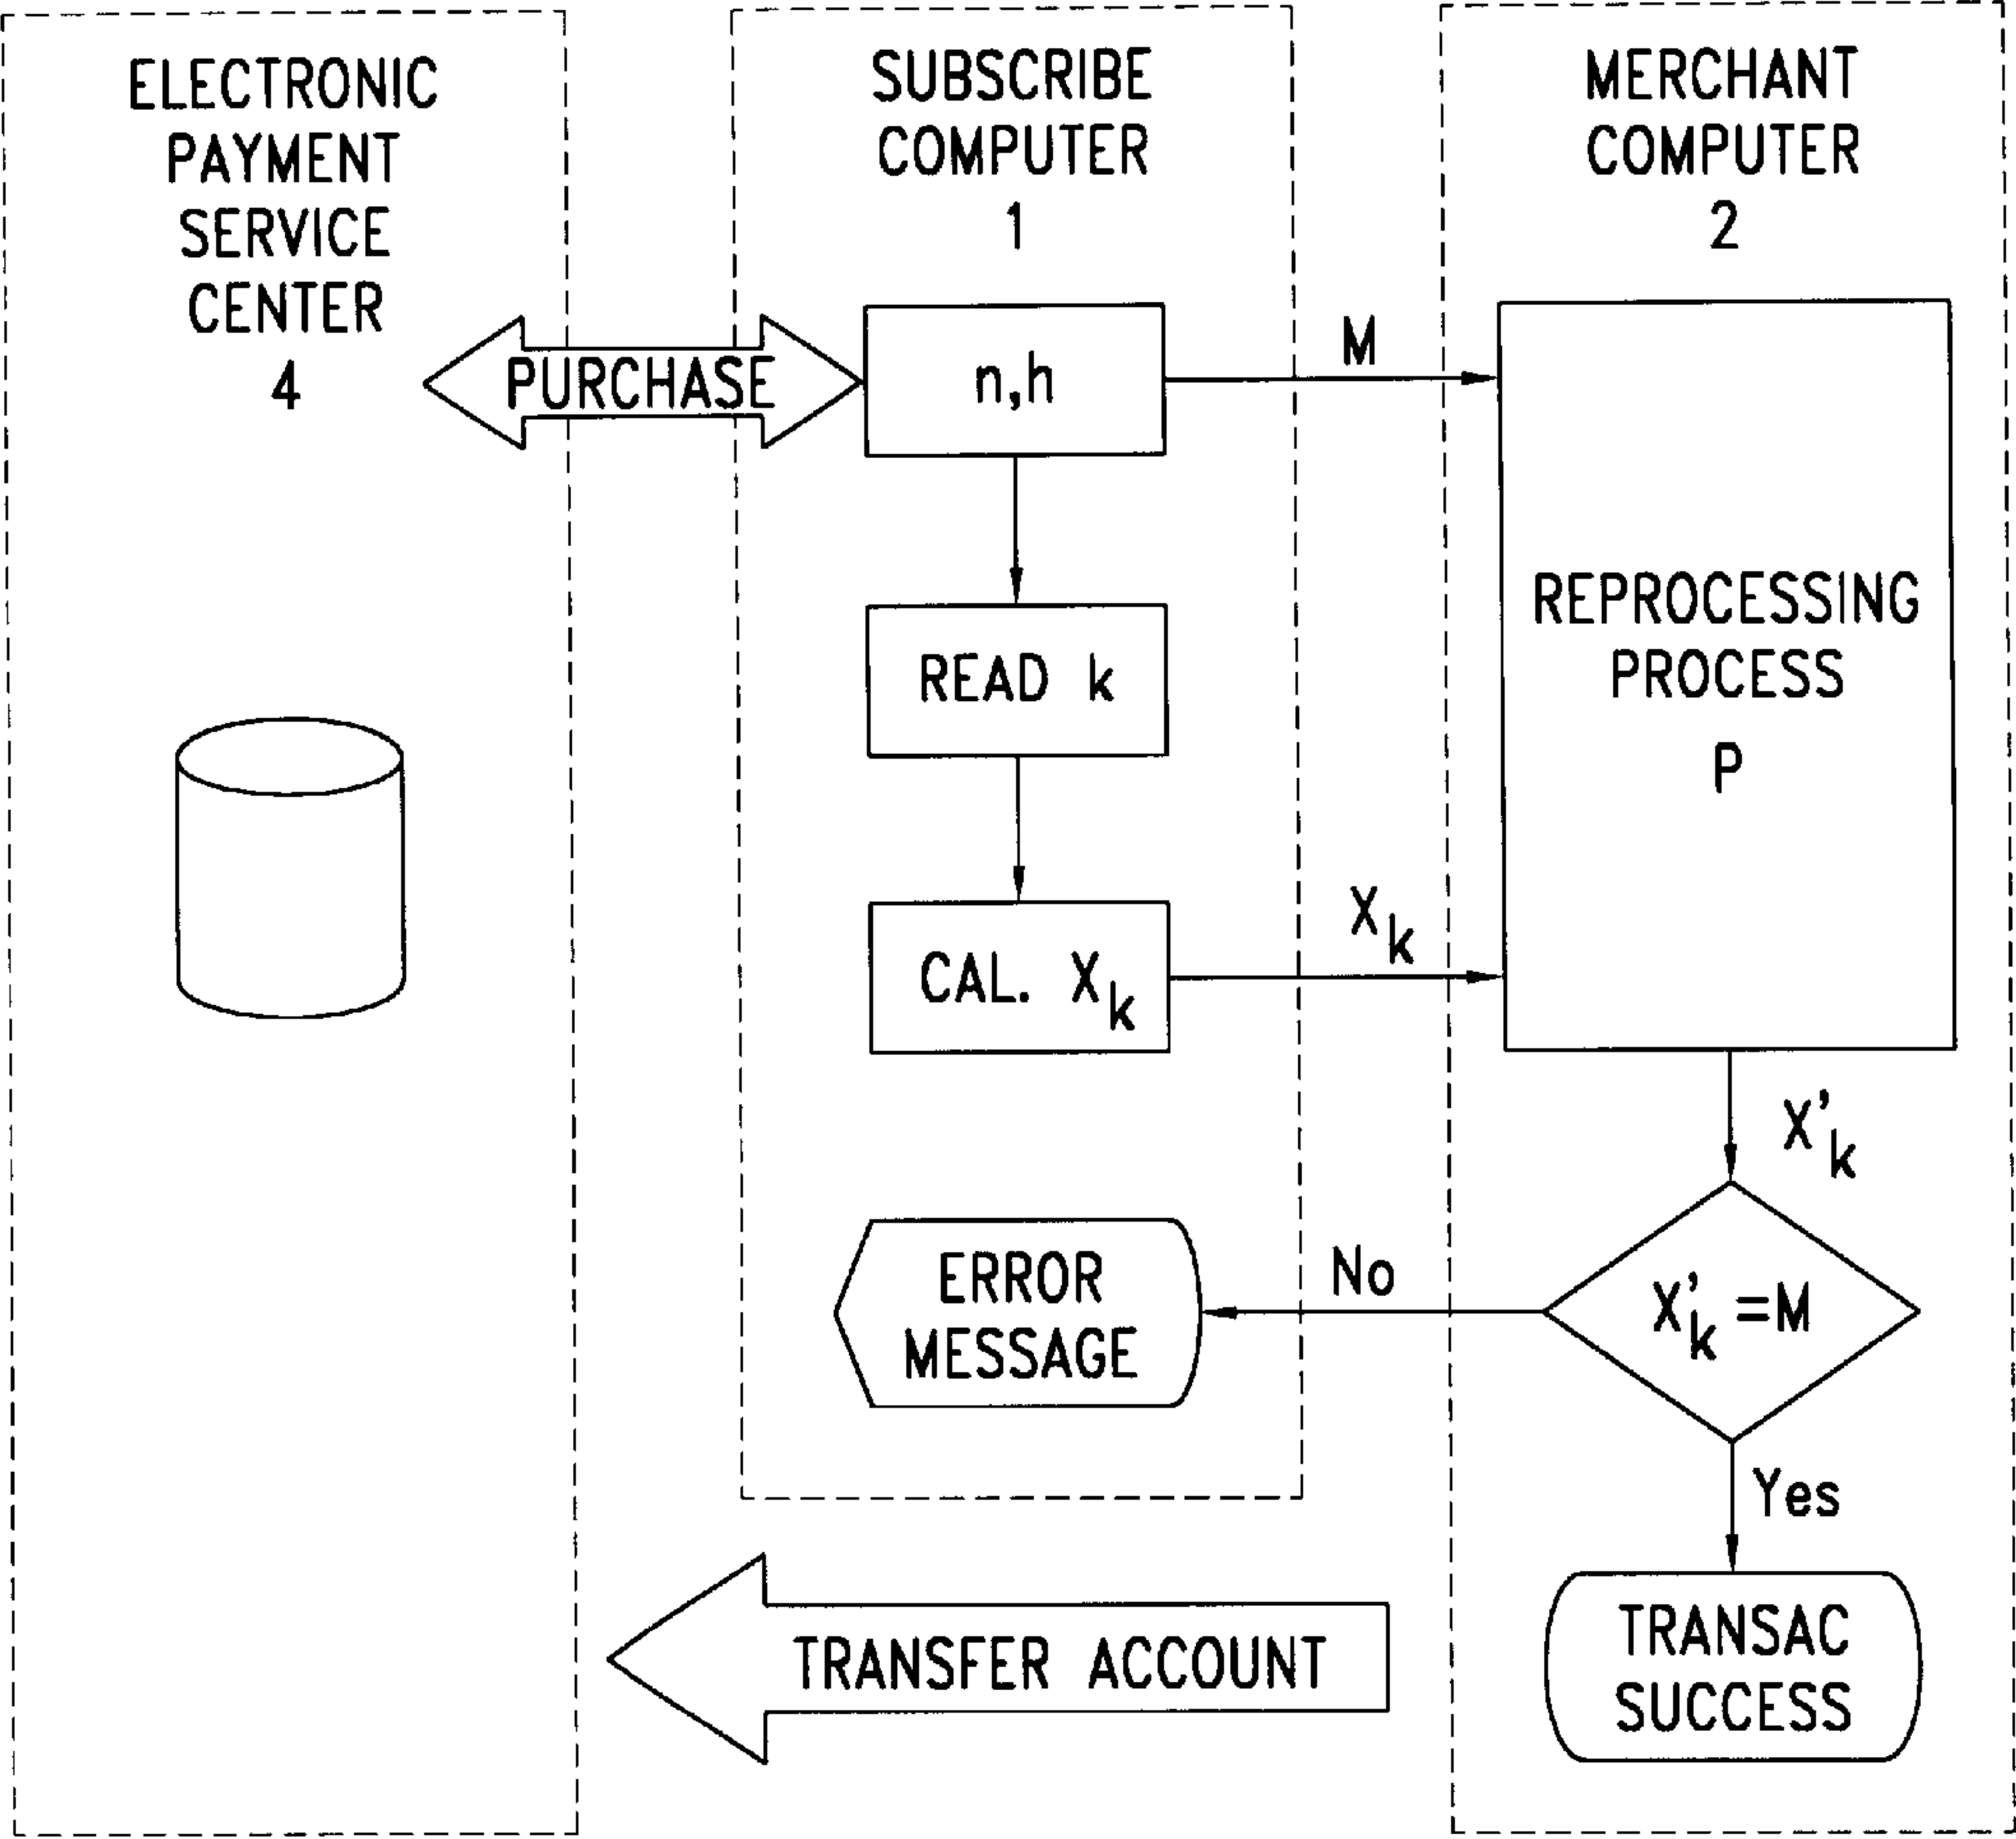 ELECTRONIC
PAYMENT
SERVICE
CENTER
4
SUBSCRIBE
COMPUTER
1
MERCHANT
COMPUTER
2
PURCHASE
n,h
M
READ k
REPROCESSING
PROCESS
P
CAL. Xk
Xk
X'k
ERROR
MESSAGE
No
X'k =M
Yes
TRANSFER ACCOUNT
TRANSAC
SUCCESS